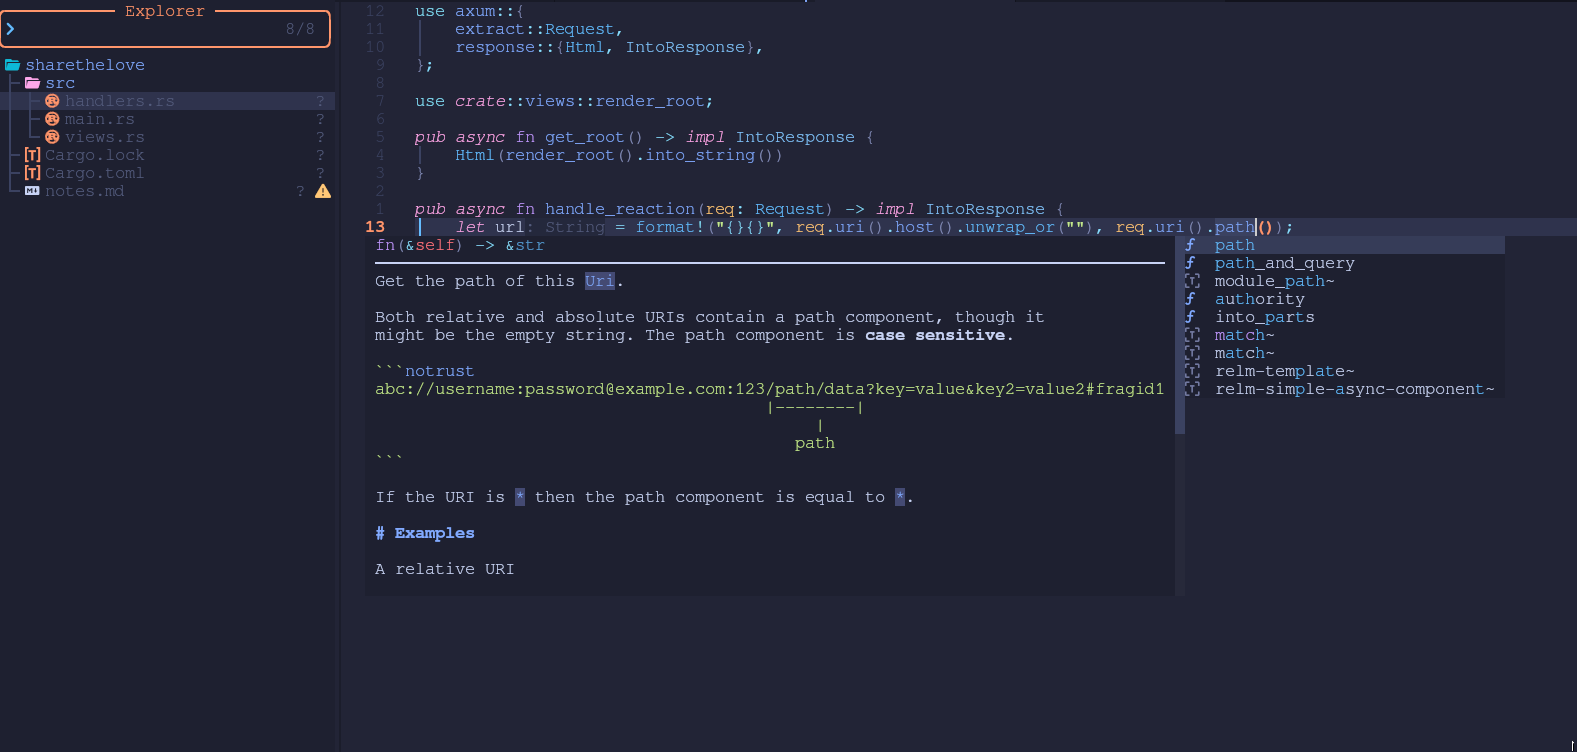 Explorer
8/8
sharethelove
src
handlers.rs ?
main.rs ?
views.rs ?
[T] Cargo.lock ?
[T] Cargo.toml ?
notes.md ?
12 use axum::{
11 extract::Request,
10 response::{Html, IntoResponse},
9 };
8
7 use crate::views::render_root;
6
5 pub async fn get_root() -> impl IntoResponse {
4 Html(render_root().into_string())
3 }
2
1 pub async fn handle_reaction(req: Request) -> impl IntoResponse {
13 let url: String = format!("{}{}", req.uri().host().unwrap_or(""), req.uri().path());
fn(&self) -> &str
Get the path of this Uri.
Both relative and absolute URIs contain a path component, though it
might be the empty string. The path component is case sensitive.
```notrust
abc://username:password@example.com:123/path/data?key=value&key2=value2#fragid1
|--------|
|
path
```
If the URI is * then the path component is equal to *.
# Examples
A relative URI
f path
f path_and_query
[T] module_path~
f authority
f into_parts
[T] match~
[T] match~
[T] relm-template~
[T] relm-simple-async-component~